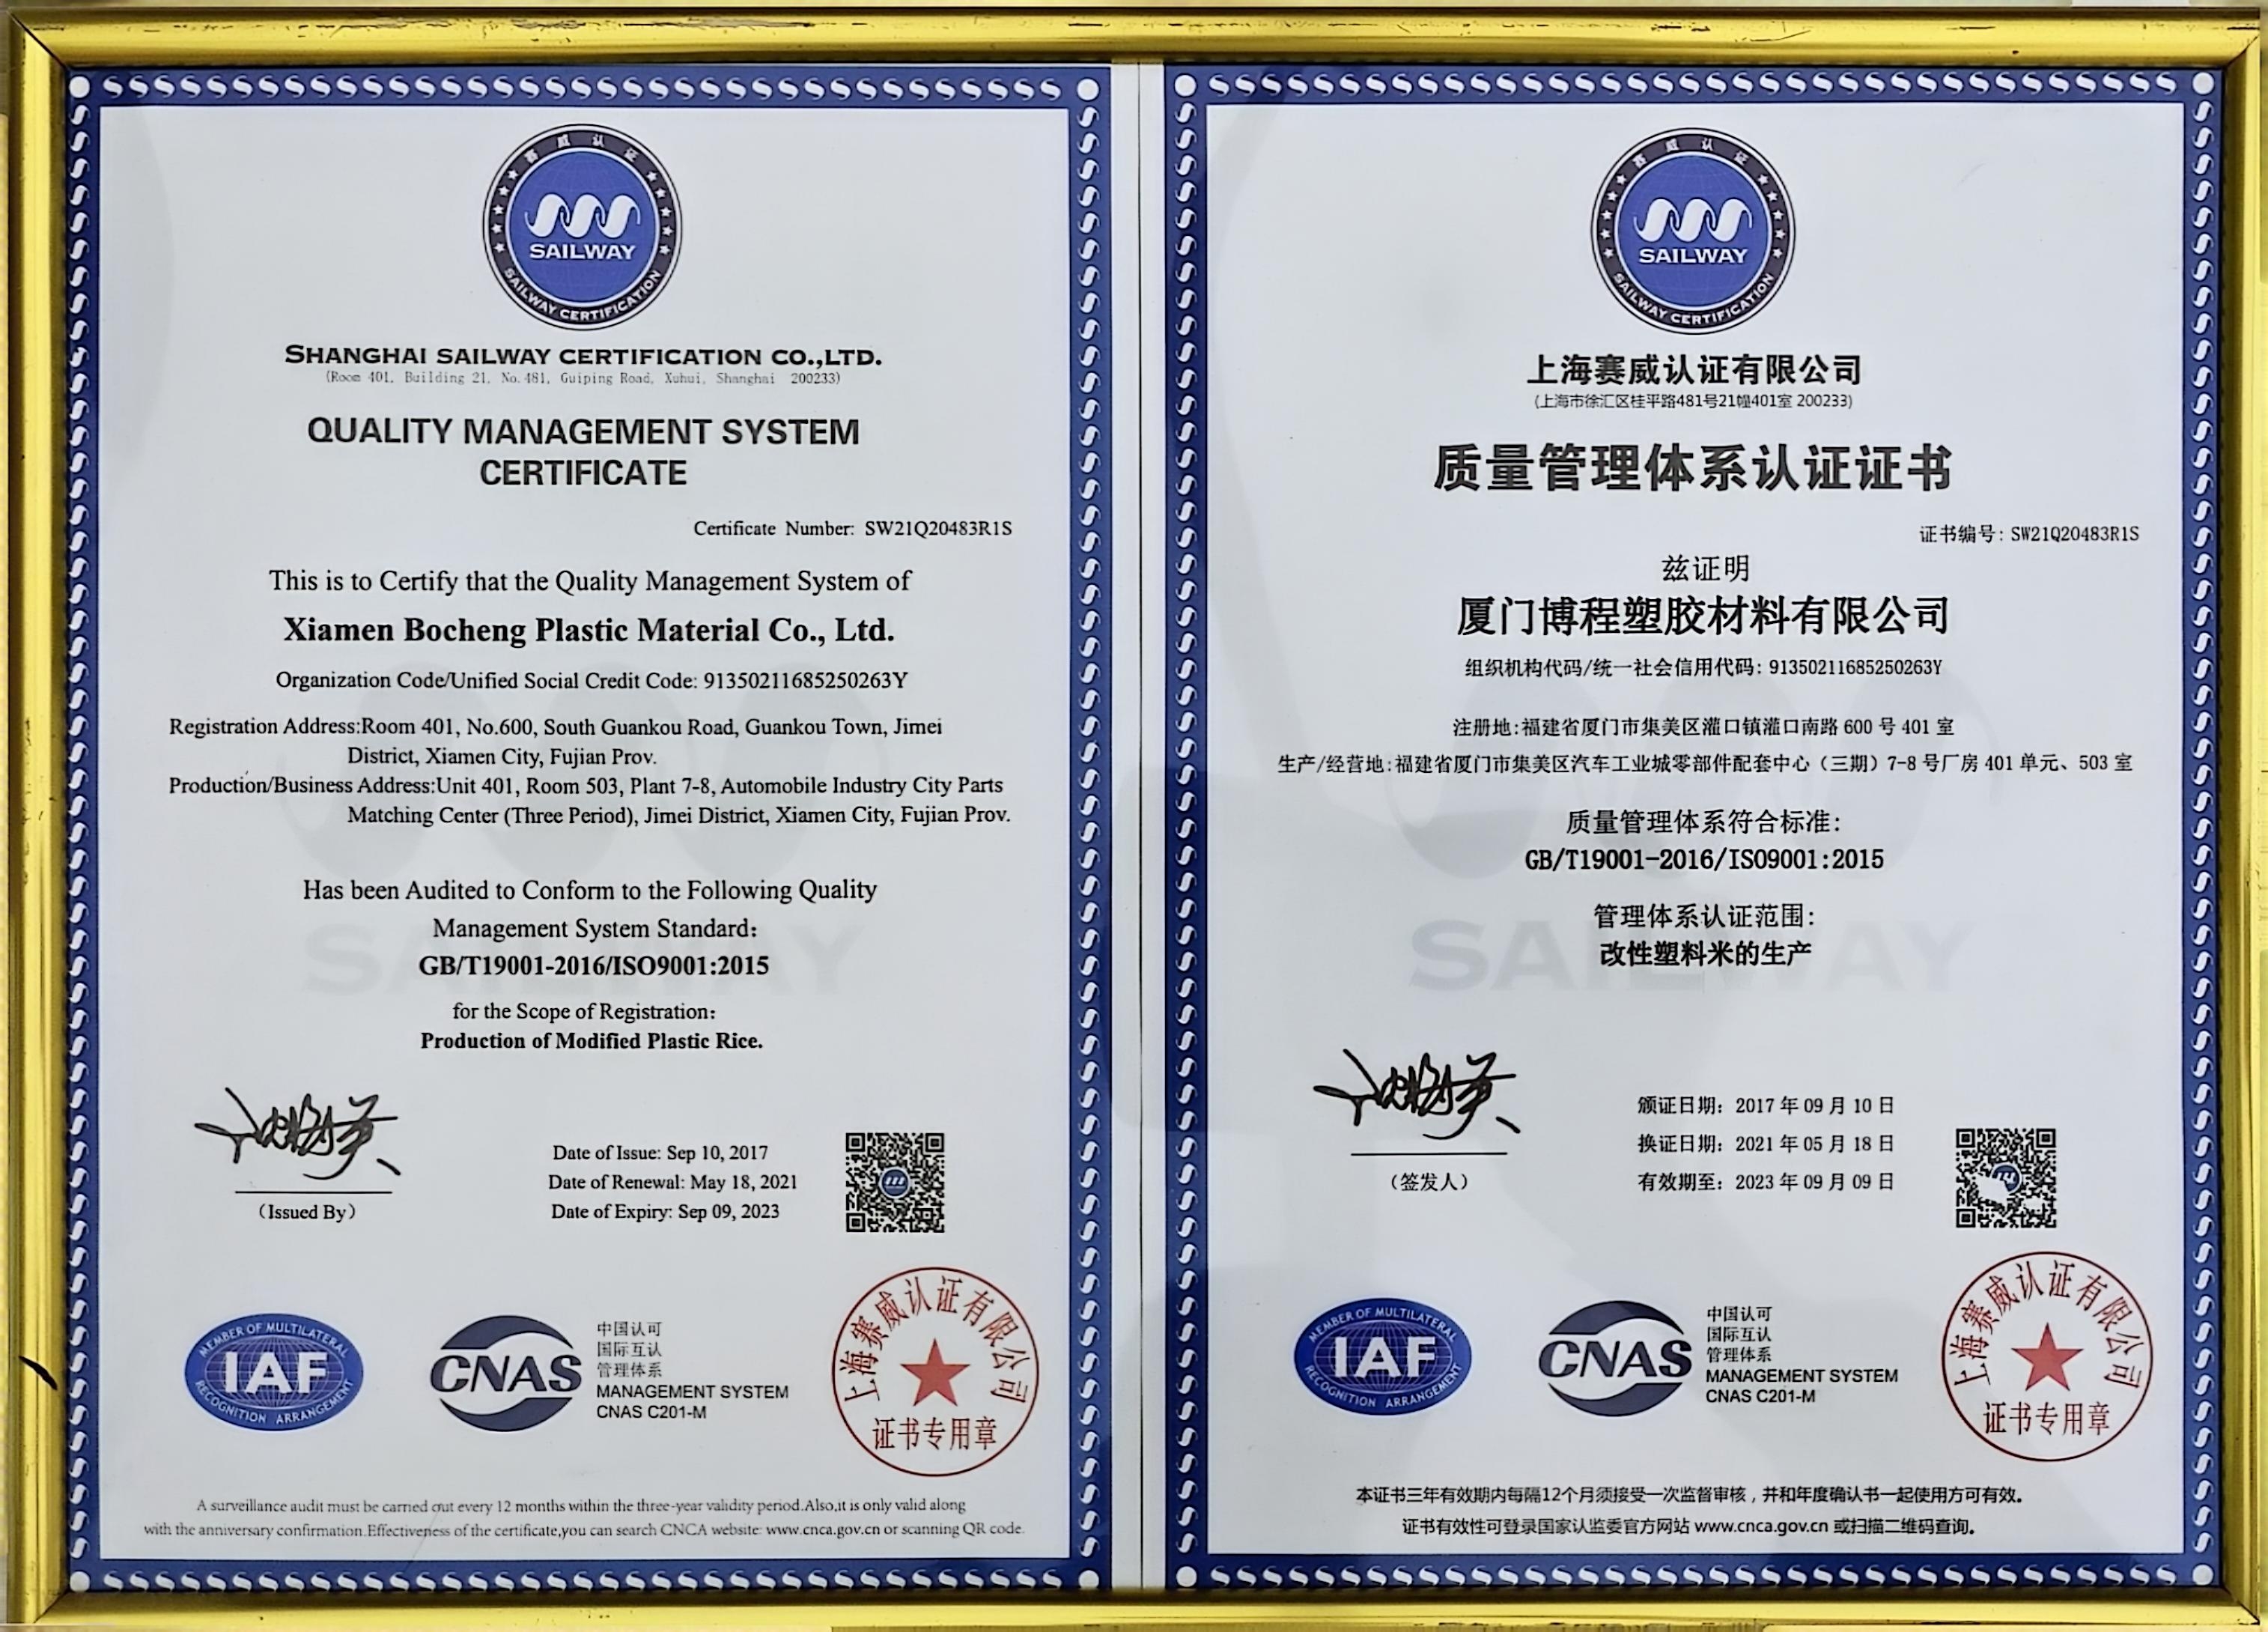 赛威认证
SAILWAY
SAILWAY CERTIFICATION
SHANGHAI SAILWAY CERTIFICATION CO.,LTD.
(Room 401, Building 21, No.481, Guiping Road, Xuhui, Shanghai 200233)
QUALITY MANAGEMENT SYSTEM
CERTIFICATE
Certificate Number: SW21Q20483R1S
This is to Certify that the Quality Management System of
Xiamen Bocheng Plastic Material Co., Ltd.
Organization Code/Unified Social Credit Code: 91350211685250263Y
Registration Address:Room 401, No.600, South Guankou Road, Guankou Town, Jimei
District, Xiamen City, Fujian Prov.
Production/Business Address:Unit 401, Room 503, Plant 7-8, Automobile Industry City Parts
Matching Center (Three Period), Jimei District, Xiamen City, Fujian Prov.
Has been Audited to Conform to the Following Quality
Management System Standard:
GB/T19001-2016/ISO9001:2015
for the Scope of Registration:
Production of Modified Plastic Rice.
SAILWAY
(Issued By)
Date of Issue: Sep 10, 2017
Date of Renewal: May 18, 2021
Date of Expiry: Sep 09, 2023
MEMBER OF MULTILATERAL
IAF
RECOGNITION ARRANGEMENT
CNAS
中国认可
国际互认
管理体系
MANAGEMENT SYSTEM
CNAS C201-M
上海赛威认证有限公司
证书专用章
A surveillance audit must be carried out every 12 months within the three-year validity period.Also,it is only valid along
with the anniversary confirmation.Effectiveness of the certificate,you can search CNCA website: www.cnca.gov.cn or scanning QR code.
赛威认证
SAILWAY
SAILWAY CERTIFICATION
上海赛威认证有限公司
(上海市徐汇区桂平路481号21幢401室 200233)
质量管理体系认证证书
证书编号: SW21Q20483R1S
兹证明
厦门博程塑胶材料有限公司
组织机构代码/统一社会信用代码: 91350211685250263Y
注册地:福建省厦门市集美区灌口镇灌口南路 600 号 401 室
生产/经营地:福建省厦门市集美区汽车工业城零部件配套中心（三期）7-8 号厂房 401 单元、503 室
质量管理体系符合标准:
GB/T19001-2016/ISO9001:2015
管理体系认证范围:
改性塑料米的生产
SAILWAY
（签发人）
颁证日期: 2017 年 09 月 10 日
换证日期: 2021 年 05 月 18 日
有效期至: 2023 年 09 月 09 日
MEMBER OF MULTILATERAL
IAF
RECOGNITION ARRANGEMENT
CNAS
中国认可
国际互认
管理体系
MANAGEMENT SYSTEM
CNAS C201-M
上海赛威认证有限公司
证书专用章
本证书三年有效期内每隔12个月须接受一次监督审核，并和年度确认书一起使用方可有效。
证书有效性可登录国家认监委官方网站 www.cnca.gov.cn 或扫描二维码查询。